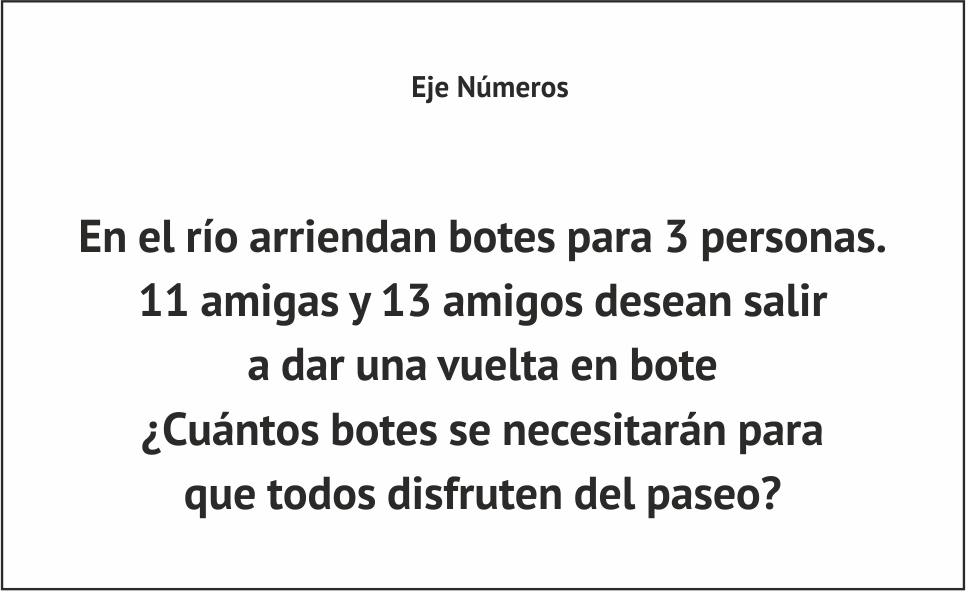 Eje Números
En el río arriendan botes para 3 personas.
11 amigas y 13 amigos desean salir
a dar una vuelta en bote
¿Cuántos botes se necesitarán para
que todos disfruten del paseo?